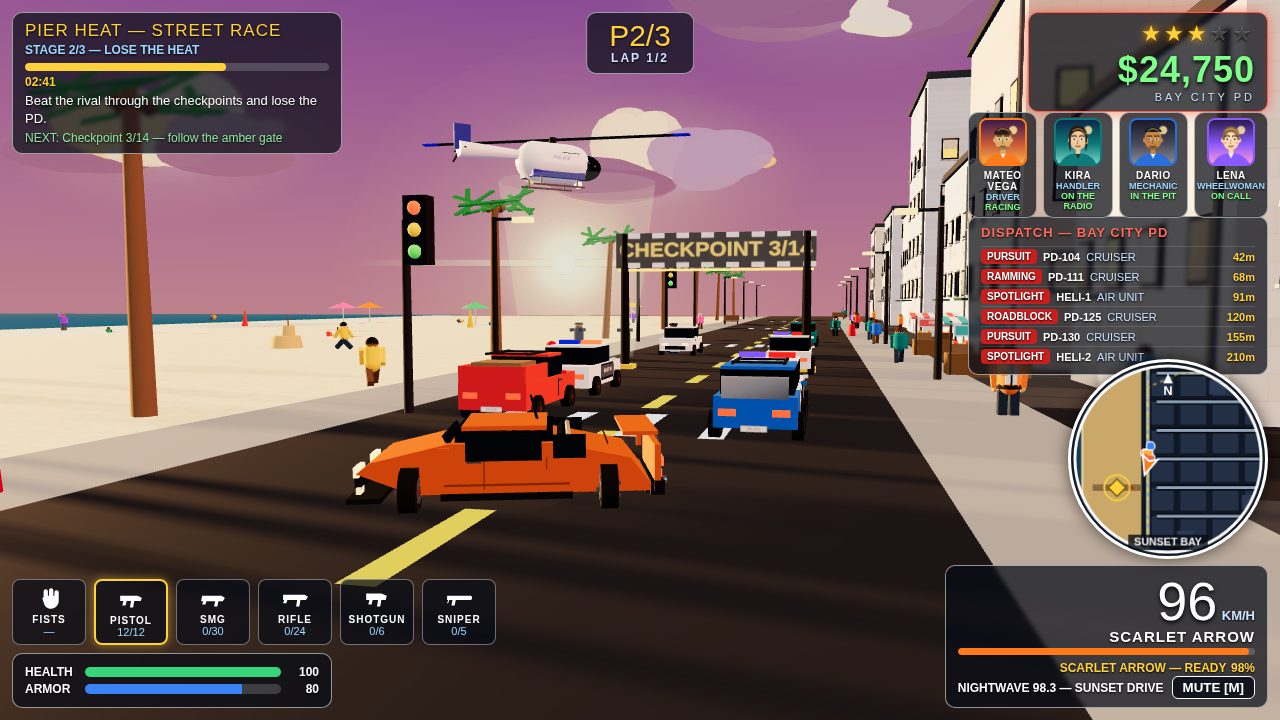 PIER HEAT — STREET RACE
STAGE 2/3 — LOSE THE HEAT
02:41
Beat the rival through the checkpoints and lose the
PD.
NEXT: Checkpoint 3/14 — follow the amber gate
P2/3
LAP 1/2
$24,750
BAY CITY PD
MATEO VEGA
DRIVER
RACING
KIRA
HANDLER
ON THE RADIO
DARIO
MECHANIC
IN THE PIT
LENA
WHEELWOMAN
ON CALL
DISPATCH — BAY CITY PD
PURSUIT PD-104 CRUISER 42m
RAMMING PD-111 CRUISER 68m
SPOTLIGHT HELI-1 AIR UNIT 91m
ROADBLOCK PD-125 CRUISER 120m
PURSUIT PD-130 CRUISER 155m
SPOTLIGHT HELI-2 AIR UNIT 210m
POLICE
CHECKPOINT 3/14
N
SUNSET BAY
FISTS
—
PISTOL
12/12
SMG
0/30
RIFLE
0/24
SHOTGUN
0/6
SNIPER
0/5
HEALTH 100
ARMOR 80
96 KM/H
SCARLET ARROW
SCARLET ARROW — READY 98%
NIGHTWAVE 98.3 — SUNSET DRIVE MUTE [M]